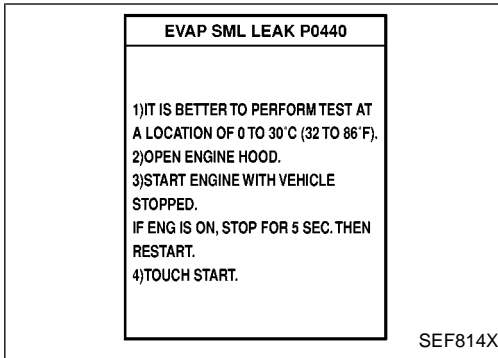 EVAP SML LEAK P0440
1)IT IS BETTER TO PERFORM TEST AT
A LOCATION OF 0 TO 30°C (32 TO 86°F).
2)OPEN ENGINE HOOD.
3)START ENGINE WITH VEHICLE
STOPPED.
IF ENG IS ON, STOP FOR 5 SEC. THEN
RESTART.
4)TOUCH START.
SEF814X